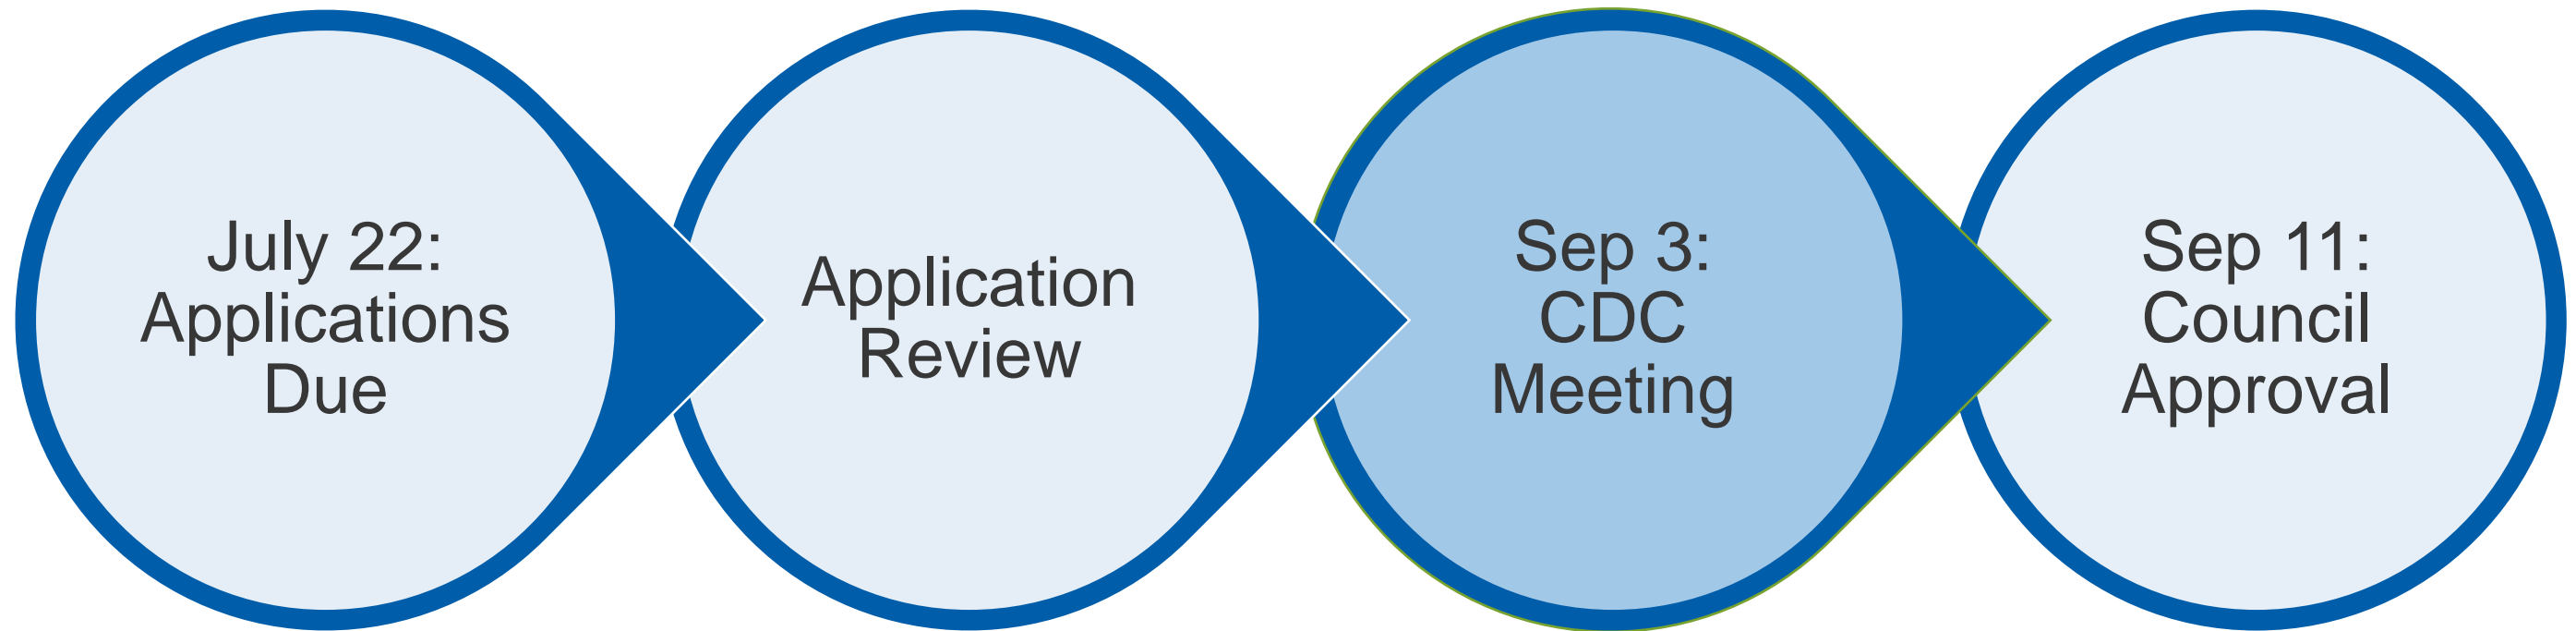 July 22:
Applications
Due
Application
Review
Sep 3:
CDC
Meeting
Sep 11:
Council
Approval